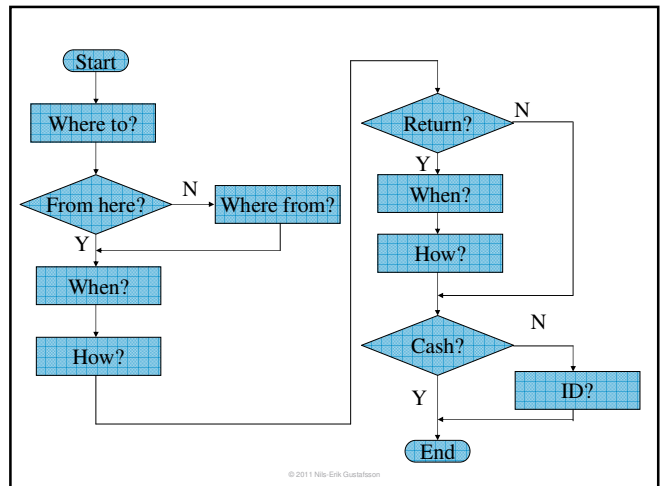 Start
Where to?
From here?
N
Where from?
Y
When?
How?
Return?
N
Y
When?
How?
Cash?
N
ID?
Y
End
© 2011 Nils-Erik Gustafsson